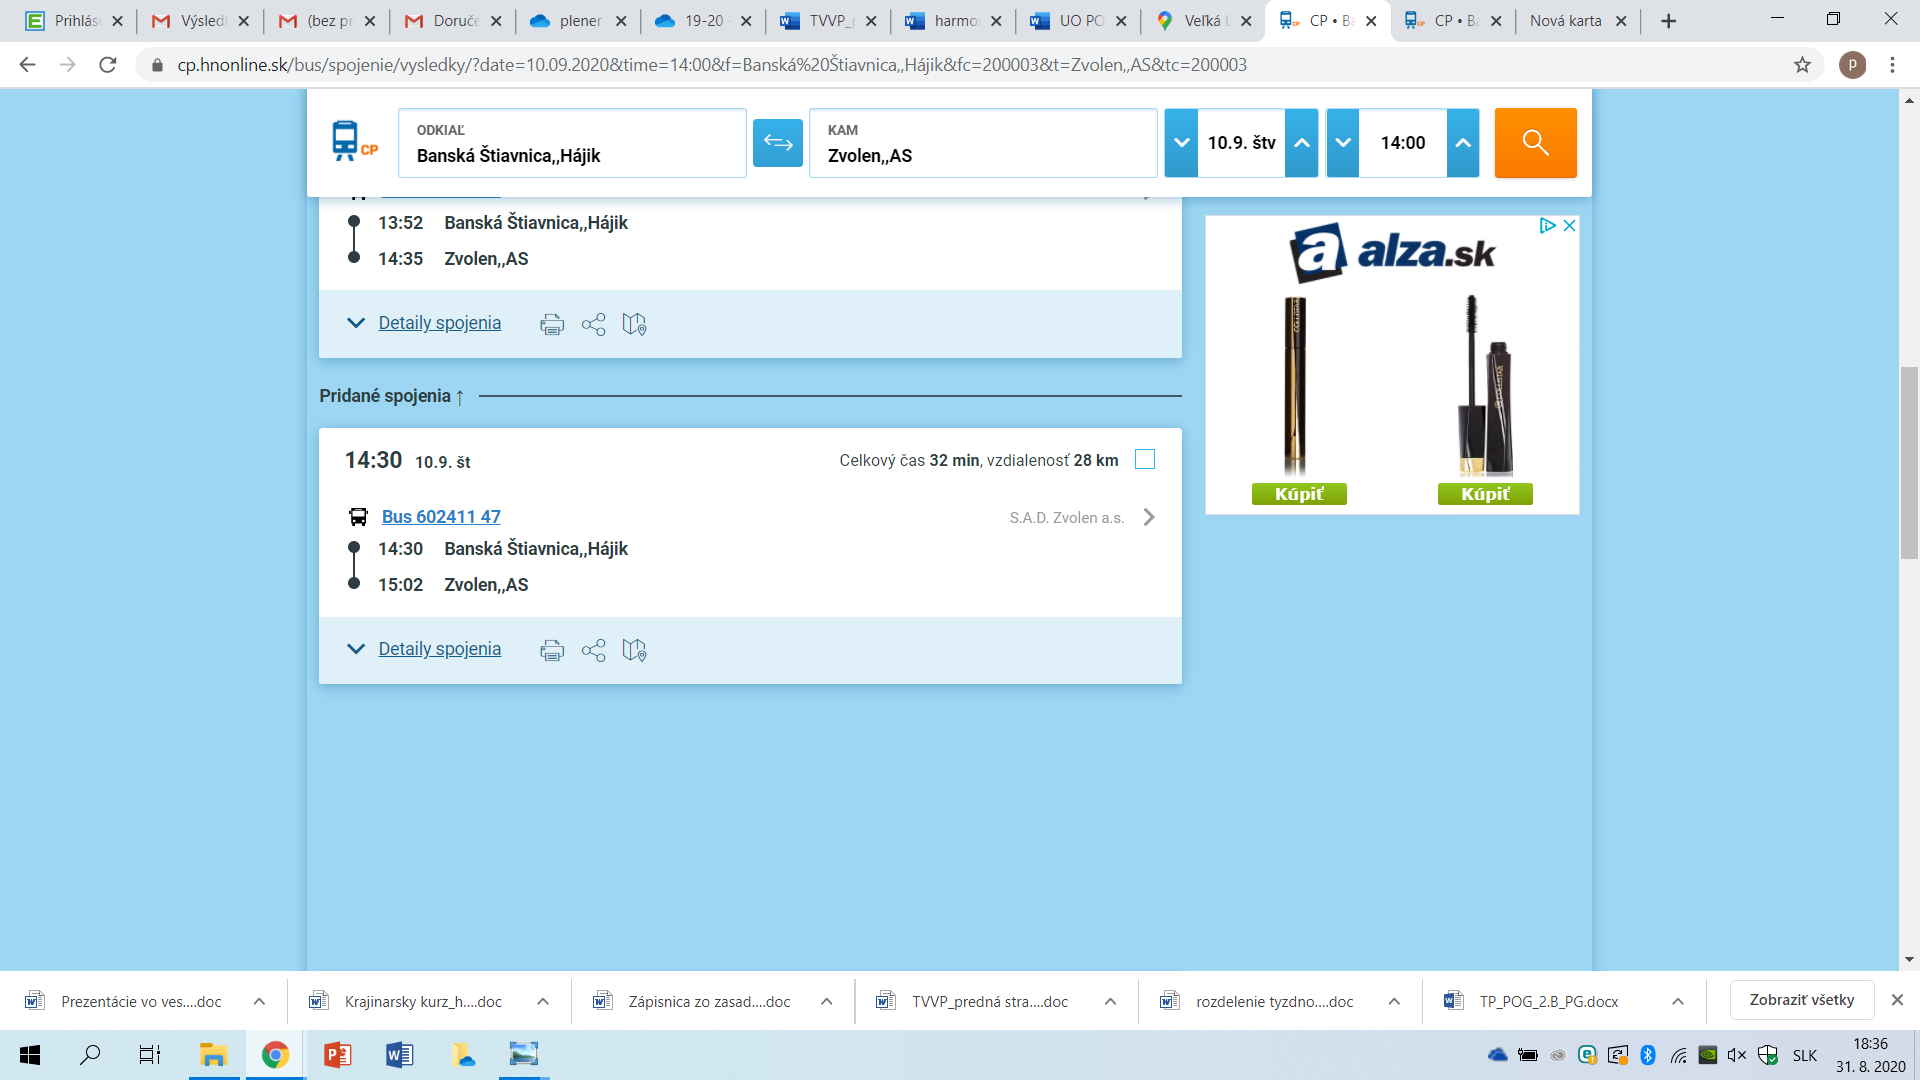 Prihlás
Výsled
(bez pr
Doruče
plener
19-20
TVVP_
harmo
UO PO
Veľká
CP • Ba
CP • Ba
Nová karta
cp.hnonline.sk/bus/spojenie/vysledky/?date=10.09.2020&time=14:00&f=Banská%20Štiavnica,,Hájik&fc=200003&t=Zvolen,,AS&tc=200003
P
CP
ODKIAĽ
Banská Štiavnica,,Hájik
KAM
Zvolen,,AS
10.9. štv
14:00
13:52 Banská Štiavnica,,Hájik
14:35 Zvolen,,AS
Detaily spojenia
Pridané spojenia ↑
14:30 10.9. št
Celkový čas 32 min, vzdialenosť 28 km
Bus 602411 47
S.A.D. Zvolen a.s.
14:30 Banská Štiavnica,,Hájik
15:02 Zvolen,,AS
Detaily spojenia
a alza.sk
Kúpiť
Kúpiť
Prezentácie vo ves....doc
Krajinarsky kurz_h....doc
Zápisnica zo zasad....doc
TVVP_predná stra....doc
rozdelenie tyzdno....doc
TP_POG_2.B_PG.docx
Zobraziť všetky
SLK
18:36
31. 8. 2020